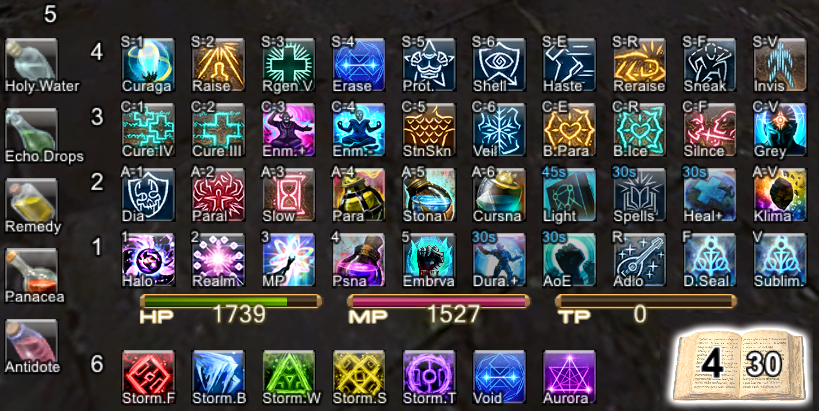 5
Holy Water
4
S-1 S-2 S-3 S-4 S-5 S-6 S-E S-R S-F S-V
Curaga Raise Rgen.V Erase Prot. Shell Haste Reraise Sneak Invis
Echo.Drops
3
C-1 C-2 C-3 C-4 C-5 C-6 C-E C-R C-F C-V
Cure.IV Cure.III Enm.+ Enm.- StnSkn Veil B.Para B.Ice Silnce Grey
Remedy
2
A-1 A-2 A-3 A-4 A-5 A-6 45s 30s 30s A-V
Dia Paral Slow Para Stona Cursna Light Spells Heal+ Klima
Panacea
1
1 2 3 4 5 30s 30s R F V
Halo Realm MP Psna Embrva Dura.+ AoE Adlo D.Seal Sublim.
HP 1739 MP 1527 TP 0
Antidote
6
Storm.F Storm.B Storm.W Storm.S Storm.T Void Aurora
4 30